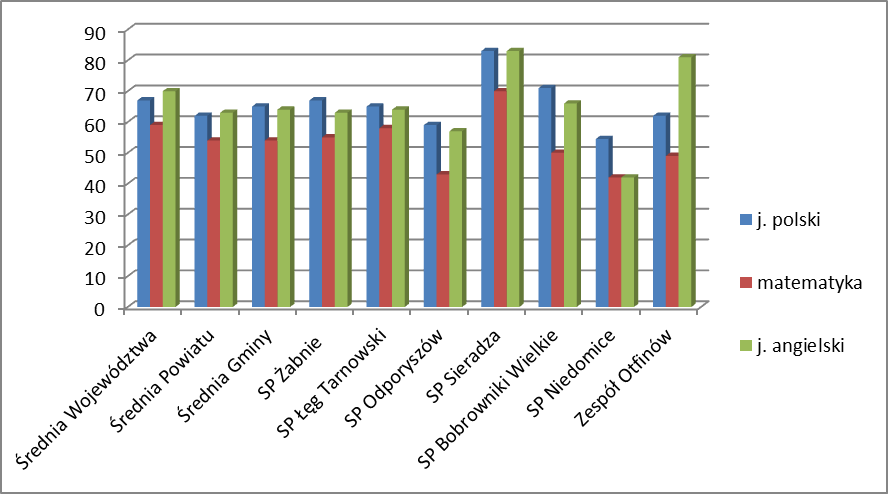 90
80
70
60
50
40
30
20
10
0
Średnia Województwa
Średnia Powiatu
Średnia Gminy
SP Żabnie
SP Łęg Tarnowski
SP Odporyszów
SP Sieradza
SP Bobrowniki Wielkie
SP Niedomice
Zespół Otfinów
j. polski
matematyka
j. angielski